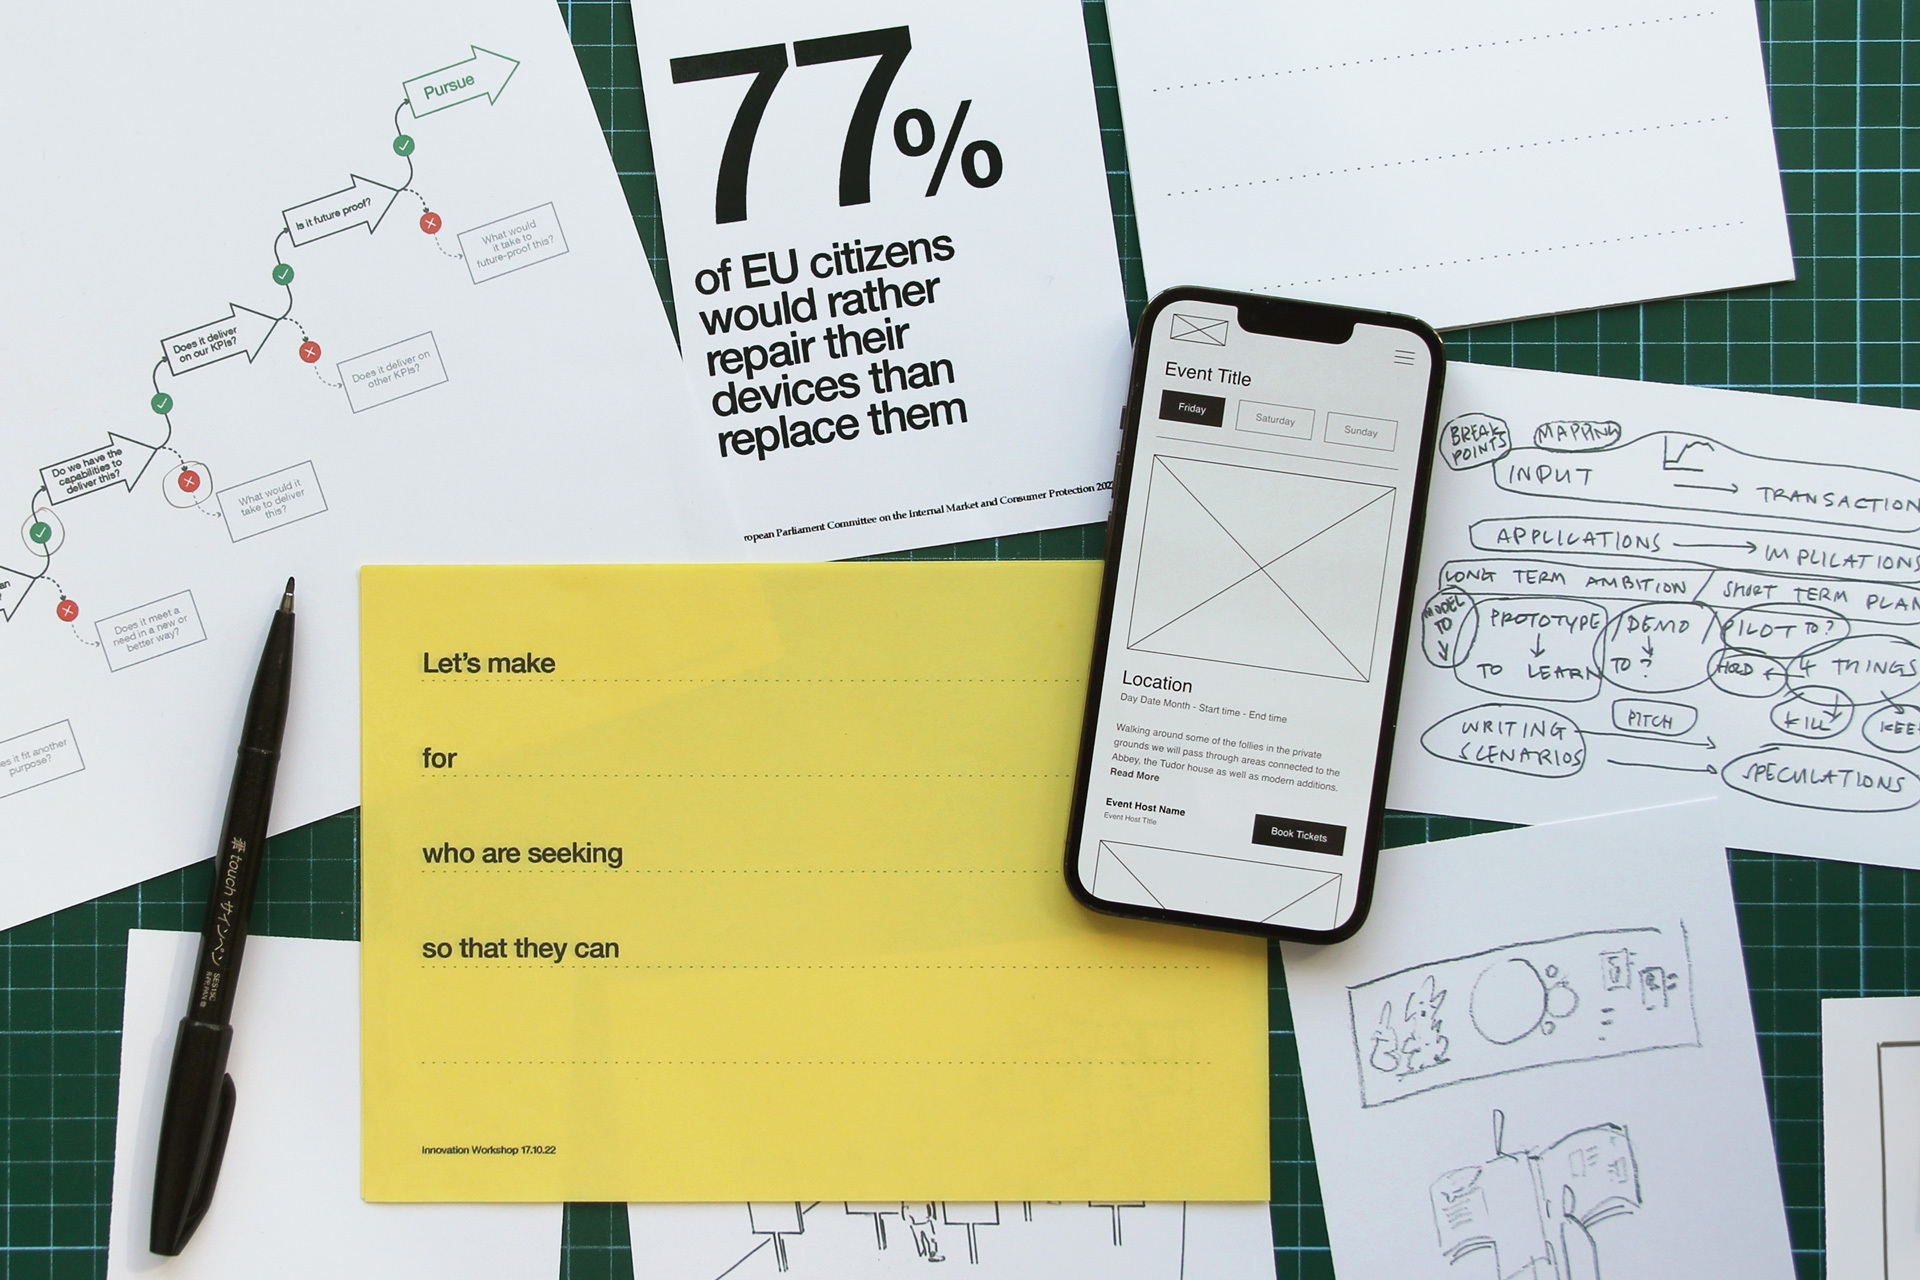 Pursue
Is it future proof?
What would
it take to
future-proof this?
Does it deliver
on our KPIs?
Does it deliver on
other KPIs?
Do we have the
capabilities to
deliver this?
What would it
take to deliver
this?
an
?
Does it meet a
need in a new or
better way?
es it fit another
purpose?
77%
of EU citizens
would rather
repair their
devices than
replace them
ropean Parliament Committee on the Internal Market and Consumer Protection 202
Let's make
for
who are seeking
so that they can
Innovation Workshop 17.10.22
Event Title
Friday
Saturday
Sunday
Location
Day Date Month - Start time - End time
Walking around some of the follies in the private
grounds we will pass through areas connected to the
Abbey, the Tudor house as well as modern additions.
Read More
Event Host Name
Event Host Title
Book Tickets
BREAK
POINTS
MAPPING
INPUT
TRANSACTION
APPLICATIONS
IMPLICATIONS
LONG TERM AMBITION / SHORT TERM PLAN
MODEL
TO
PROTOTYPE
TO LEARN
/ DEMO /
TO ?
PILOT TO?
HOLD
4 THINGS
KILL
KEEP
WRITING
SCENARIOS
PITCH
SPECULATIONS
touch サインペン
SES15C